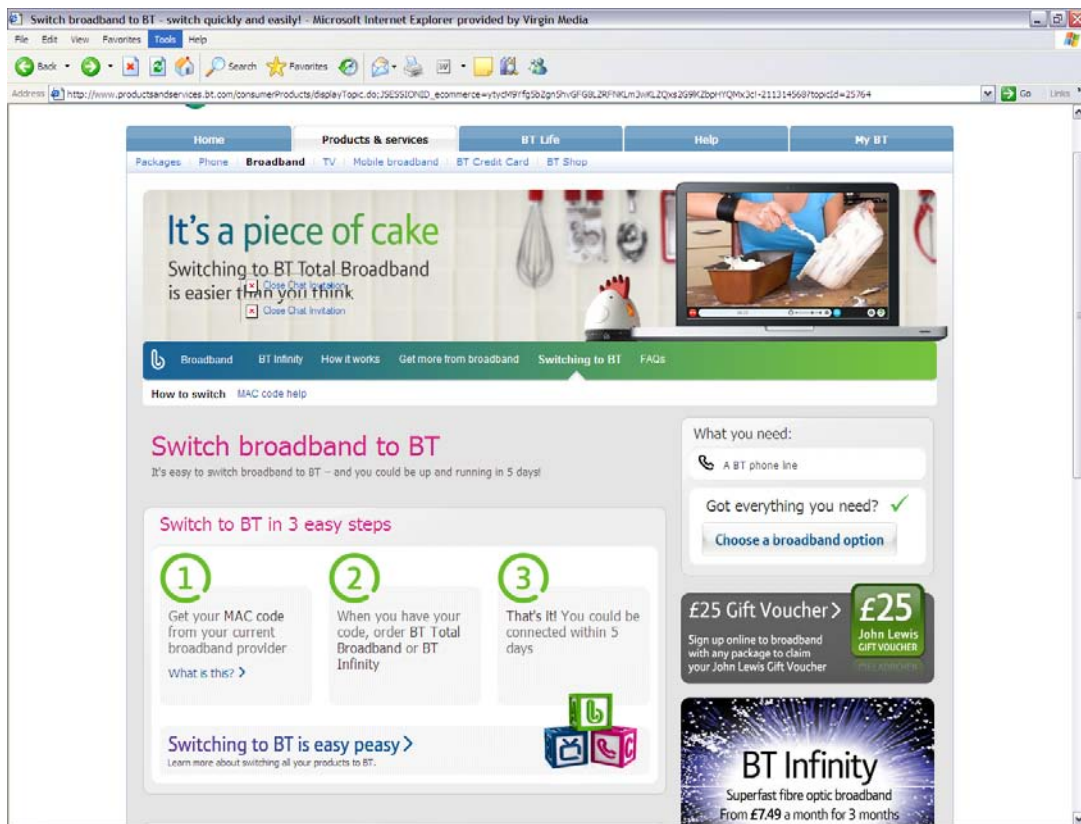 Switch broadband to BT - switch quickly and easily! - Microsoft Internet Explorer provided by Virgin Media
File Edit View Favorites Tools Help
Back Search Favorites
Address
Go Links
Home Products & services BT Life Help My BT
Packages Phone Broadband TV Mobile broadband BT Credit Card BT Shop
It's a piece of cake
Switching to BT Total Broadband
is easier than you think
Close Chat Invitation
Close Chat Invitation
Broadband BT Infinity How it works Get more from broadband Switching to BT FAQs
How to switch MAC code help
Switch broadband to BT
It's easy to switch broadband to BT – and you could be up and running in 5 days!
Switch to BT in 3 easy steps
1
Get your MAC code
from your current
broadband provider
What is this? >
2
When you have your
code, order BT Total
Broadband or BT
Infinity
3
That's it! You could be
connected within 5
days
Switching to BT is easy peasy >
Learn more about switching all your products to BT.
What you need:
A BT phone line
Got everything you need?
Choose a broadband option
£25 Gift Voucher >
Sign up online to broadband
with any package to claim
your John Lewis Gift Voucher
£25
John Lewis
GIFT VOUCHER
BT Infinity
Superfast fibre optic broadband
From £7.49 a month for 3 months